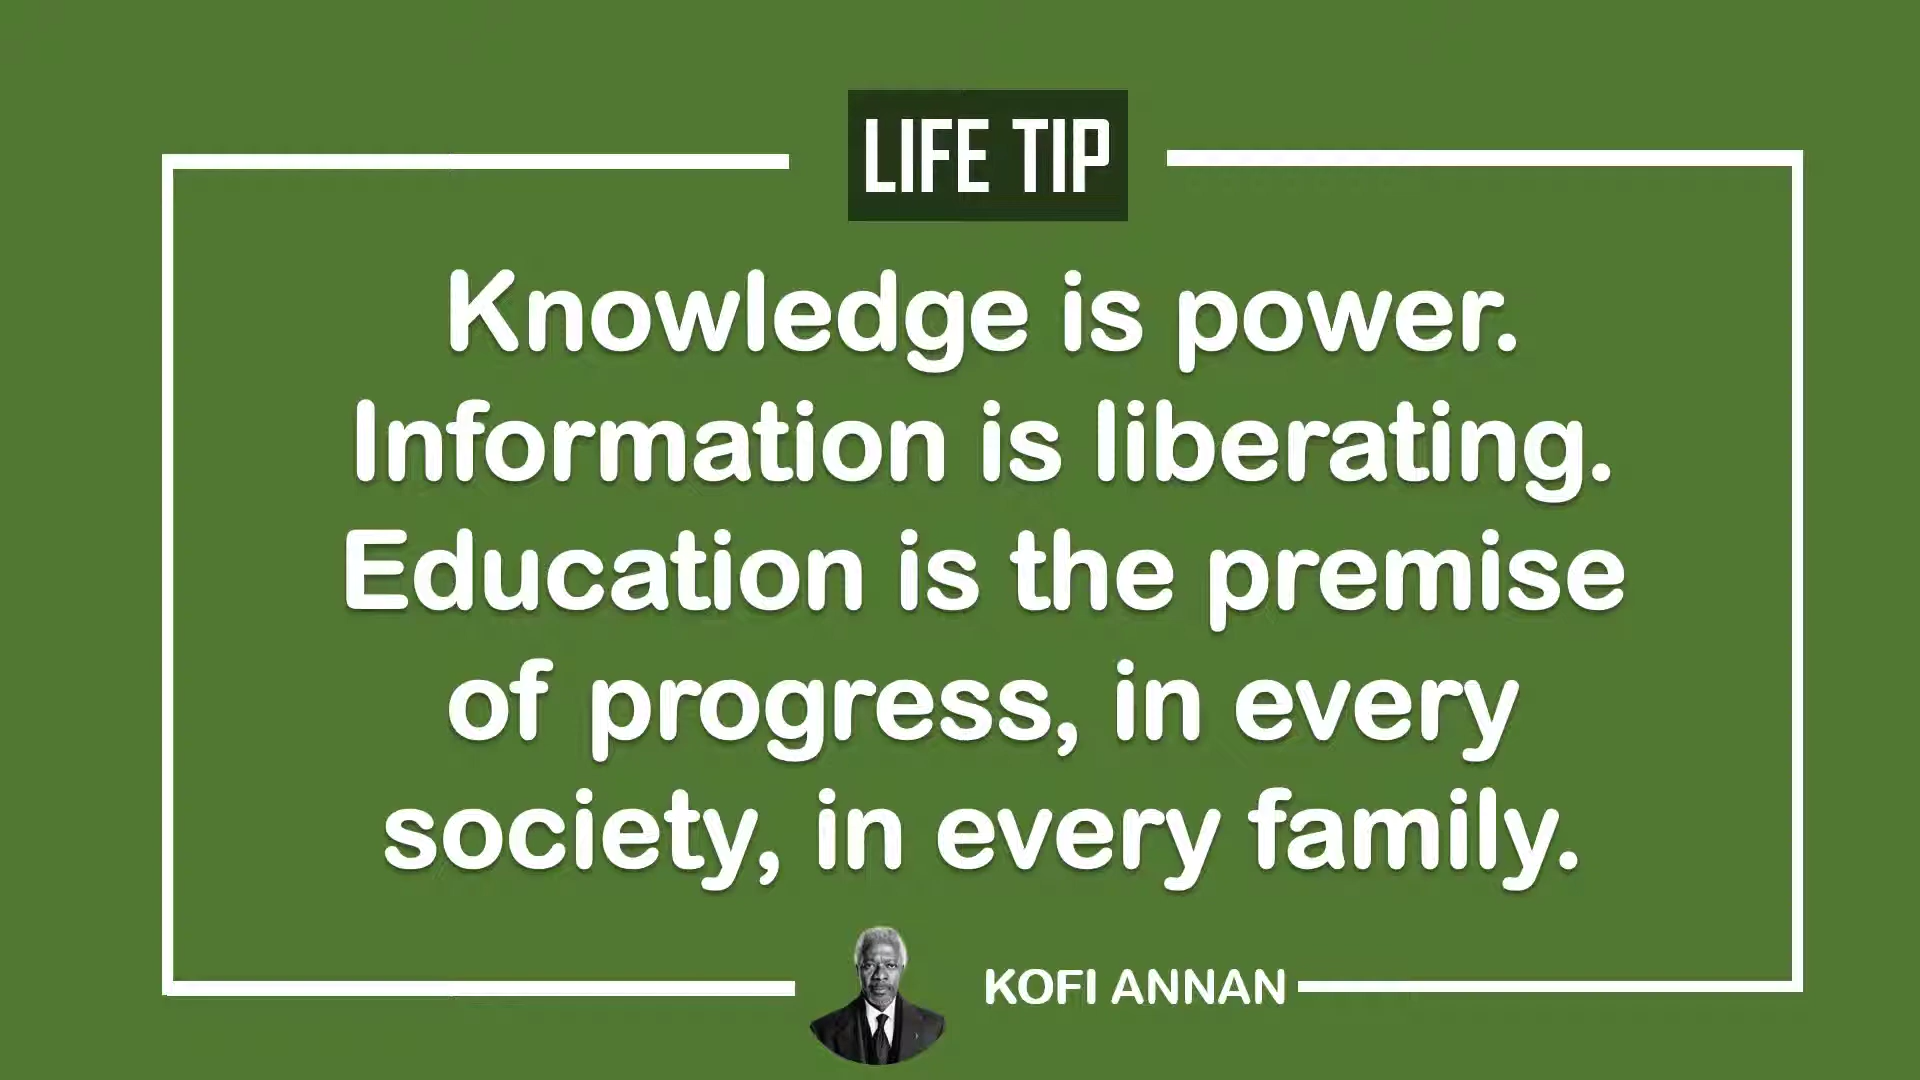 LIFE TIP
Knowledge is power.
Information is liberating.
Education is the premise
of progress, in every
society, in every family.
KOFI ANNAN